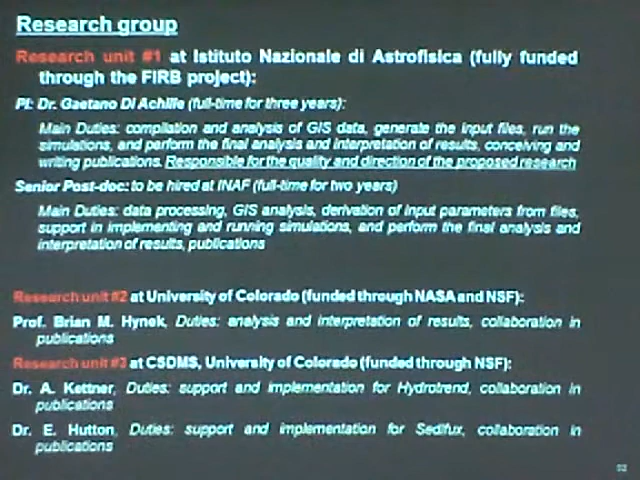 Research group
Research unit #1 at Istituto Nazionale di Astrofisica (fully funded
through the FIRB project):
PI: Dr. Gaetano Di Achille (full-time for three years):
Main Duties: compilation and analysis of GIS data, generate the input files, run the
simulations, and perform the final analysis and interpretation of results, conceiving and
writing publications. Responsible for the quality and direction of the proposed research
Senior Post-doc: to be hired at INAF (full-time for two years)
Main Duties: data processing, GIS analysis, derivation of input parameters from files,
support in implementing and running simulations, and perform the final analysis and
interpretation of results, publications
Research unit #2 at University of Colorado (funded through NASA and NSF):
Prof. Brian M. Hynek, Duties: analysis and interpretation of results, collaboration in
publications
Research unit #3 at CSDMS, University of Colorado (funded through NSF):
Dr. A. Kettner, Duties: support and implementation for Hydrotrend, collaboration in
publications
Dr. E. Hutton, Duties: support and implementation for Sedflux, collaboration in
publications